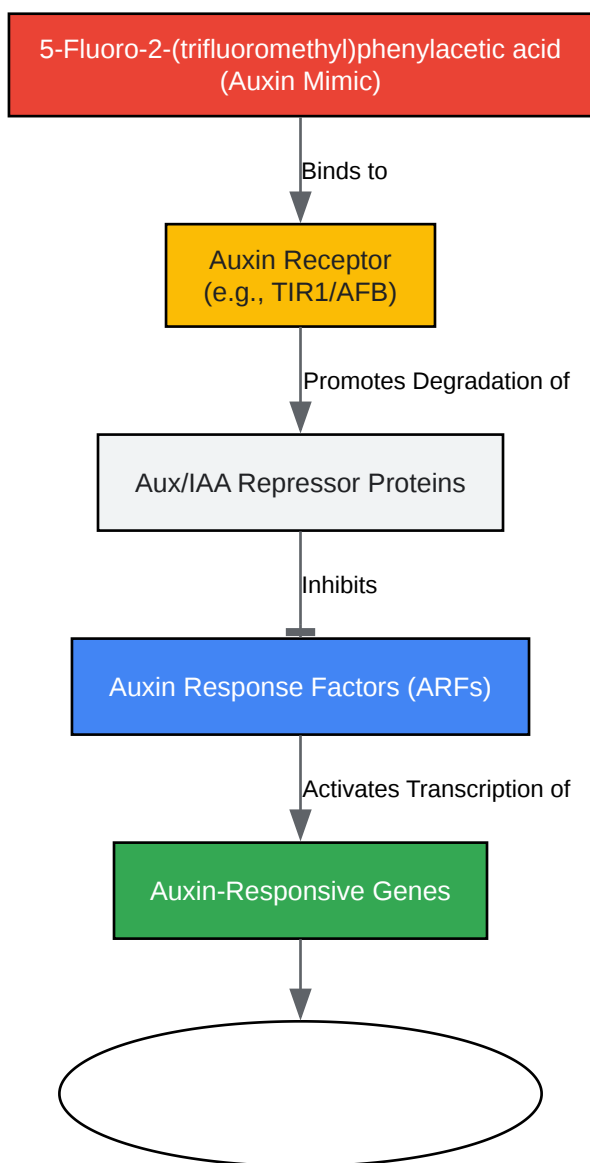 5-Fluoro-2-(trifluoromethyl)phenylacetic acid
(Auxin Mimic)
Binds to
Auxin Receptor
(e.g., TIR1/AFB)
Promotes Degradation of
Aux/IAA Repressor Proteins
Inhibits
Auxin Response Factors (ARFs)
Activates Transcription of
Auxin-Responsive Genes